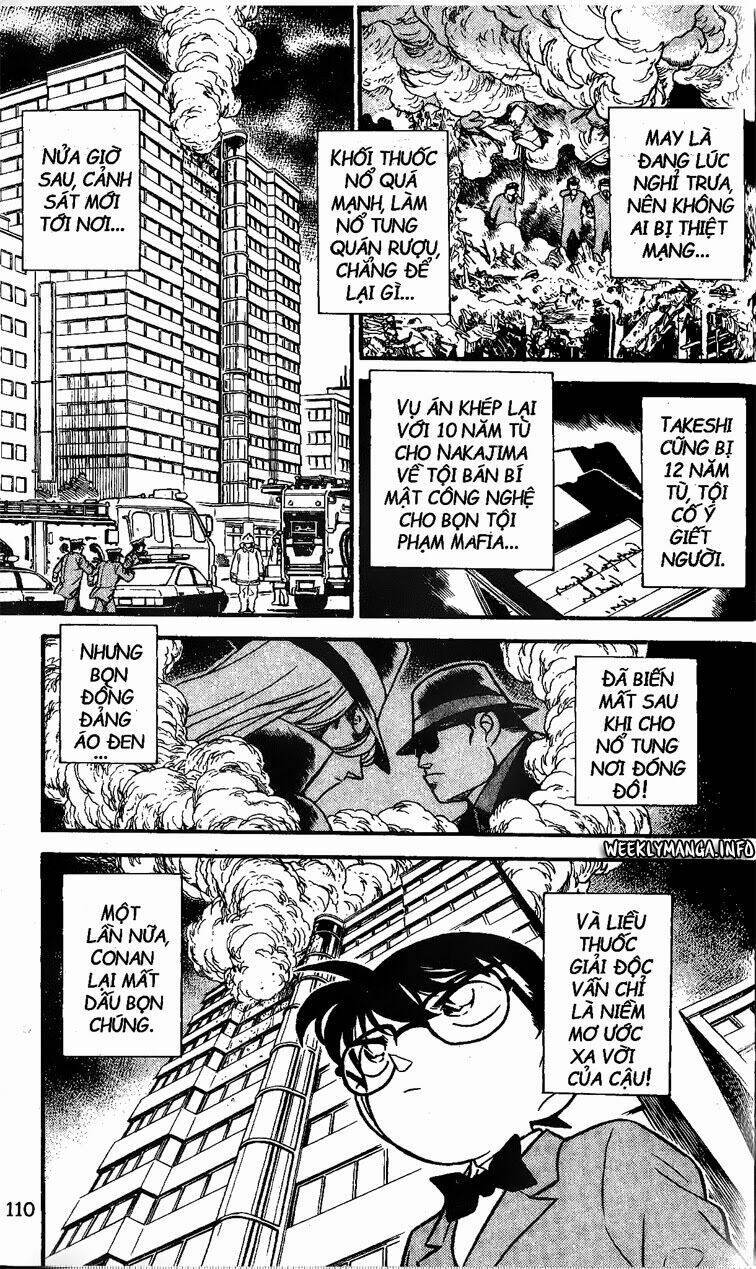 NỬA GIỜ
SAU, CẢNH
SÁT MỚI
TỚI NƠI...
KHỐI THUỐC
NỔ QUÁ
MẠNH, LÀM
NỔ TUNG
QUÁN RƯỢU,
CHẲNG ĐỂ
LẠI GÌ...
MAY LÀ
ĐANG LÚC
NGHỈ TRƯA,
NÊN KHÔNG
AI BỊ THIỆT
MẠNG...
VỤ ÁN KHÉP LẠI
VỚI 10 NĂM TÙ
CHO NAKAJIMA
VỀ TỘI BÁN BÍ
MẬT CÔNG NGHỆ
CHO BỌN TỘI
PHẠM MAFIA...
TAKESHI
CŨNG BỊ
12 NĂM
TÙ, TỘI
CỐ Ý
GIẾT
NGƯỜI.
NHƯNG
BỌN
ĐỒNG
ĐẢNG
ÁO ĐEN
...
ĐÃ BIẾN
MẤT SAU
KHI CHO
NỔ TUNG
NƠI ĐÓNG
ĐÔ!
WEEKLYMANGA.INFO
MỘT
LẦN NỮA,
CONAN
LẠI MẤT
DẤU BỌN
CHÚNG.
VÀ LIỀU
THUỐC
GIẢI ĐỘC
VẪN CHỈ
LÀ NIỀM
MƠ ƯỚC
XA VỜI
CỦA CẬU!
110